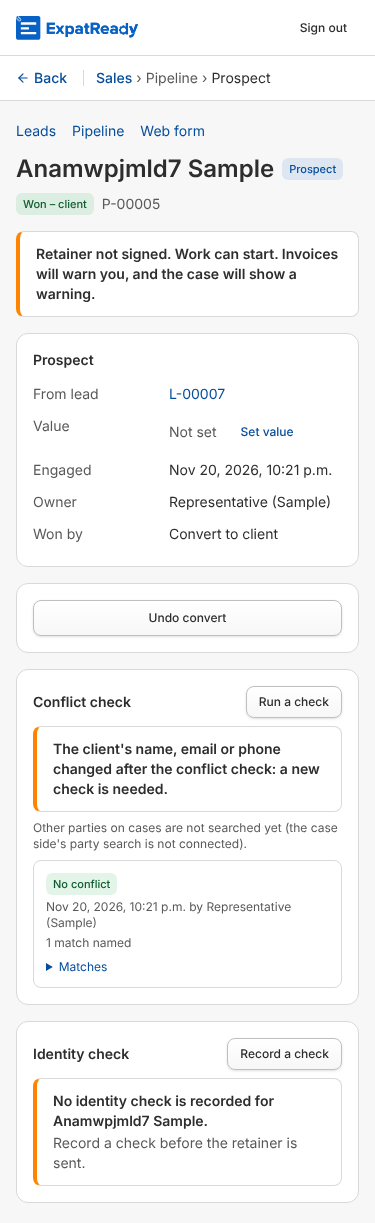 ExpatReady
Sign out
← Back
Sales › Pipeline › Prospect
Leads Pipeline Web form
Anamwpjmld7 Sample Prospect
Won – client P-00005
Retainer not signed. Work can start. Invoices
will warn you, and the case will show a
warning.
Prospect
From lead L-00007
Value Not set Set value
Engaged Nov 20, 2026, 10:21 p.m.
Owner Representative (Sample)
Won by Convert to client
Undo convert
Conflict check Run a check
The client's name, email or phone
changed after the conflict check: a new
check is needed.
Other parties on cases are not searched yet (the case
side's party search is not connected).
No conflict
Nov 20, 2026, 10:21 p.m. by Representative
(Sample)
1 match named
Matches
Identity check Record a check
No identity check is recorded for
Anamwpjmld7 Sample.
Record a check before the retainer is
sent.